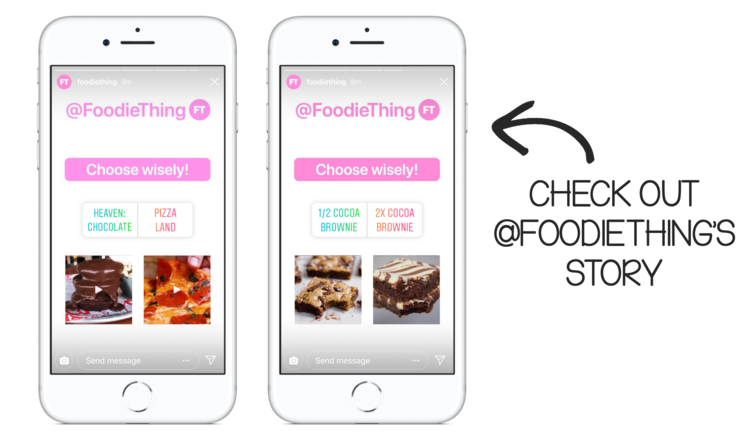 FT foodiething 9m
@FoodieThing FT
Choose wisely!
HEAVEN: CHOCOLATE
PIZZA LAND
Send message
FT foodiething 9m
@FoodieThing FT
Choose wisely!
1/2 COCOA BROWNIE
2X COCOA BROWNIE
Send message
CHECK OUT
@FOODIETHING'S
STORY